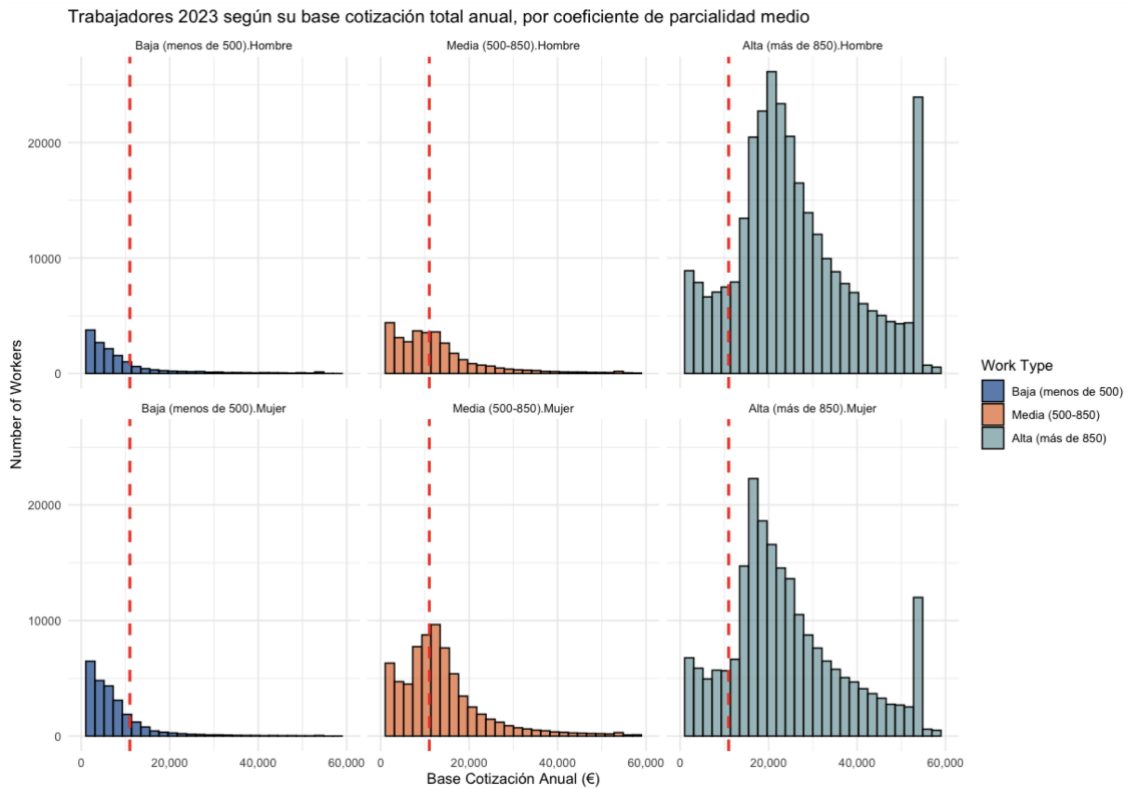 Trabajadores 2023 según su base cotización total anual, por coeficiente de parcialidad medio
Baja (menos de 500).Hombre
Media (500-850).Hombre
Alta (más de 850).Hombre
20000
10000
0
Number of Workers
Baja (menos de 500).Mujer
Media (500-850).Mujer
Alta (más de 850).Mujer
20000
10000
0
0 20,000 40,000 60,000
0 20,000 40,000 60,000
0 20,000 40,000 60,000
Base Cotización Anual (€)
Work Type
Baja (menos de 500)
Media (500-850)
Alta (más de 850)